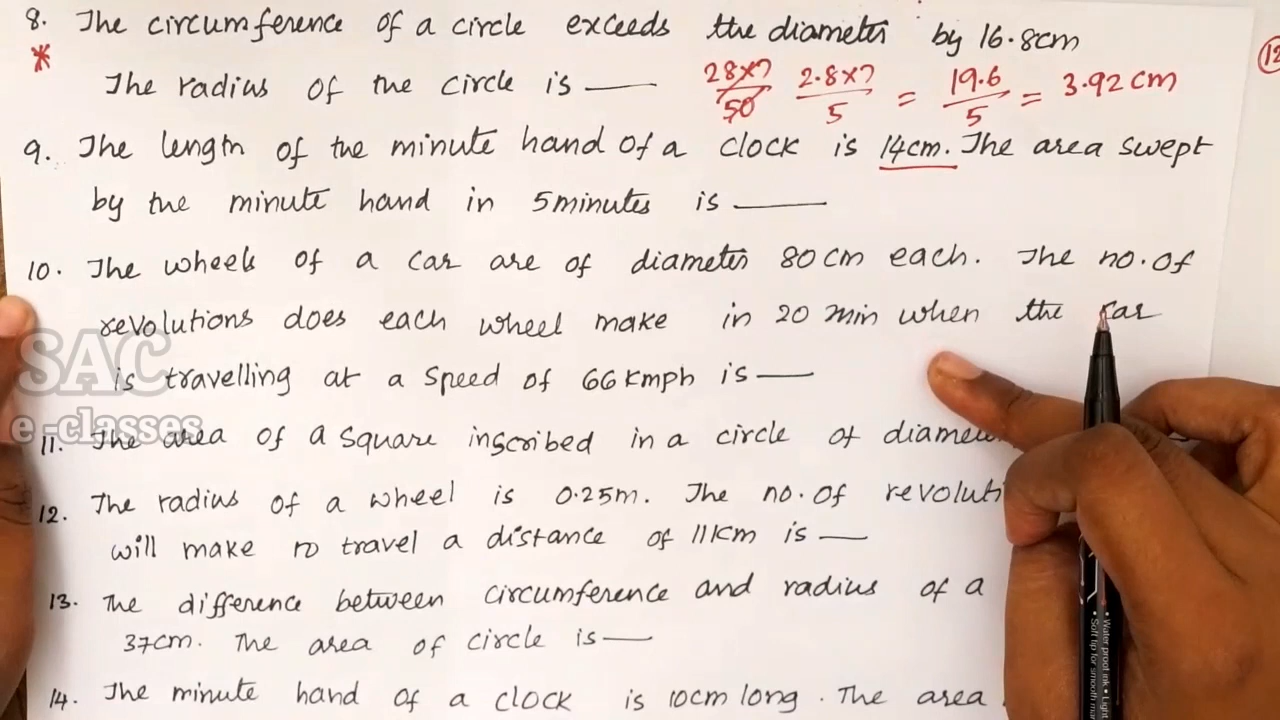 8. The circumference of a circle exceeds the diameter by 16.8cm
* The radius of the circle is —— 28×7/50 2.8×7/5 = 19.6/5 = 3.92 cm
12
9. The length of the minute hand of a clock is 14cm. The area swept
by the minute hand in 5minutes is ——
10. The wheels of a car are of diameter 80cm each. The no.of
revolutions does each wheel make in 20 min when the car
is travelling at a speed of 66kmph is ——
SAC
e-classes
11. The area of a square inscribed in a circle of
12. The radius of a wheel is 0.25m. The no.of
will make to travel a distance of 11km is ——
13. The difference between circumference and radius of a
37cm. The area of circle is ——
14. The minute hand of a clock is 10cm long. The area